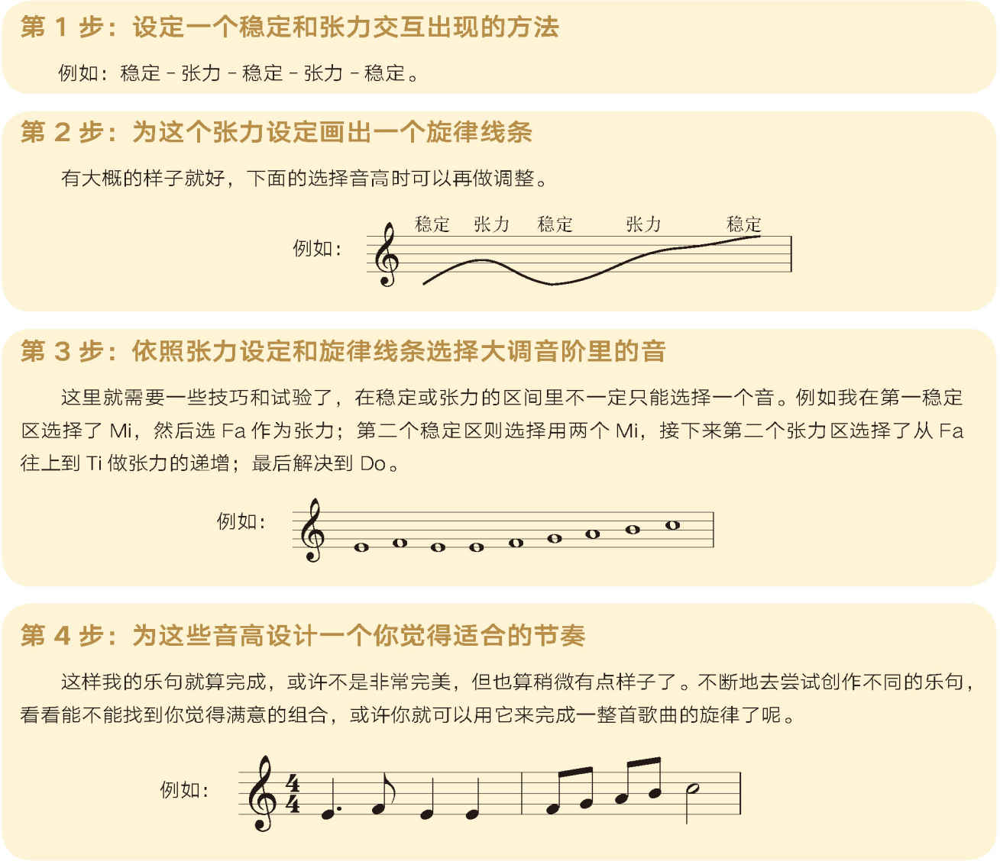 第 1 步：设定一个稳定和张力交互出现的方法
例如：稳定－张力－稳定－张力－稳定。
第 2 步：为这个张力设定画出一个旋律线条
有大概的样子就好，下面的选择音高时可以再做调整。
稳定 张力 稳定 张力 稳定
例如：
第 3 步：依照张力设定和旋律线条选择大调音阶里的音
这里就需要一些技巧和试验了，在稳定或张力的区间里不一定只能选择一个音。例如我在第一稳定
区选择了 Mi，然后选 Fa 作为张力；第二个稳定区则选择用两个 Mi，接下来第二个张力区选择了从 Fa
往上到 Ti 做张力的递增；最后解决到 Do。
例如：
第 4 步：为这些音高设计一个你觉得适合的节奏
这样我的乐句就算完成，或许不是非常完美，但也算稍微有点样子了。不断地去尝试创作不同的乐句，
看看能不能找到你觉得满意的组合，或许你就可以用它来完成一整首歌曲的旋律了呢。
例如：
4
4